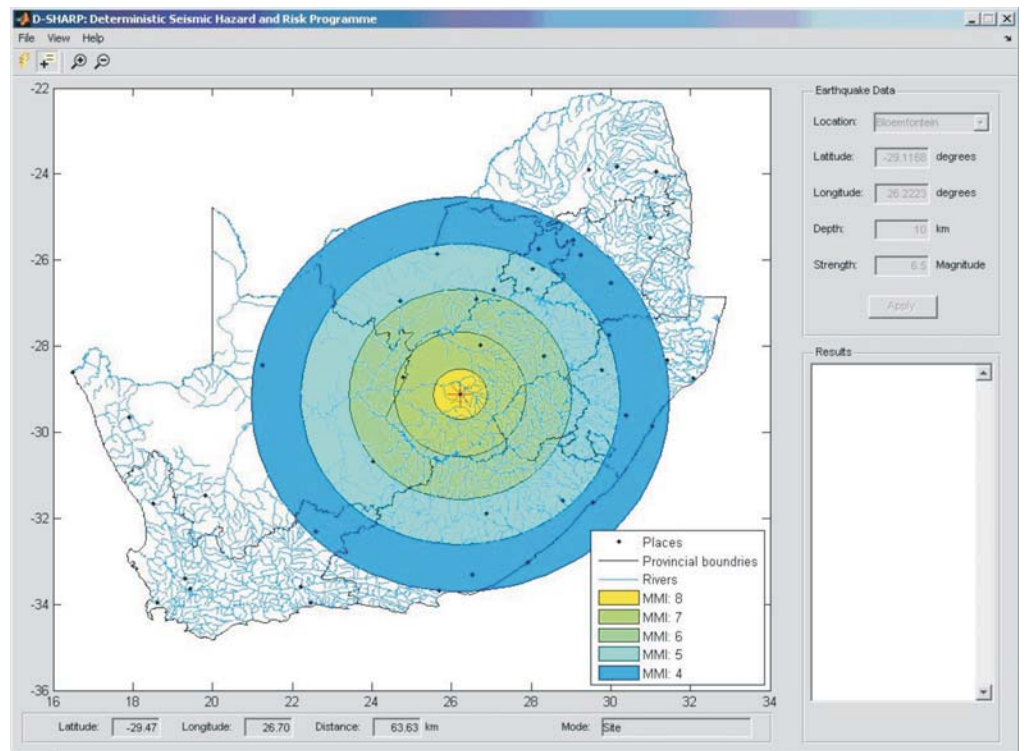 D-SHARP: Deterministic Seismic Hazard and Risk Programme
File View Help
Earthquake Data
Location: Bloemfontein
Latitude: -29.1168 degrees
Longitude: 26.2223 degrees
Depth: 10 km
Strength: 6.5 Magnitude
Apply
Results
-22
-24
-26
-28
-30
-32
-34
-36
16 18 20 22 24 26 28 30 32 34
Places
Provincial boundries
Rivers
MMI: 8
MMI: 7
MMI: 6
MMI: 5
MMI: 4
Latitude: -29.47 Longitude: 26.70 Distance: 63.63 km Mode: Site